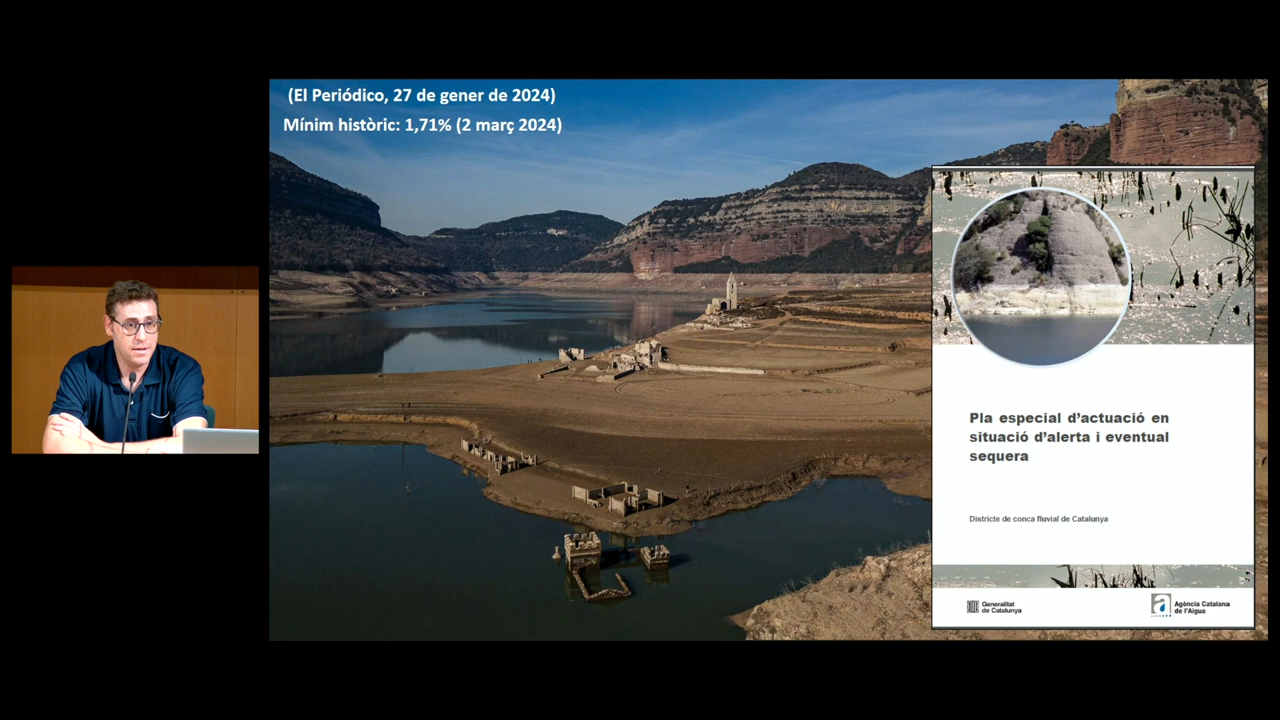 (El Periódico, 27 de gener de 2024)
Mínim històric: 1,71% (2 març 2024)
Pla especial d'actuació en
situació d'alerta i eventual
sequera
Districte de conca fluvial de Catalunya
Generalitat
de Catalunya
Agència Catalana
de l'Aigua